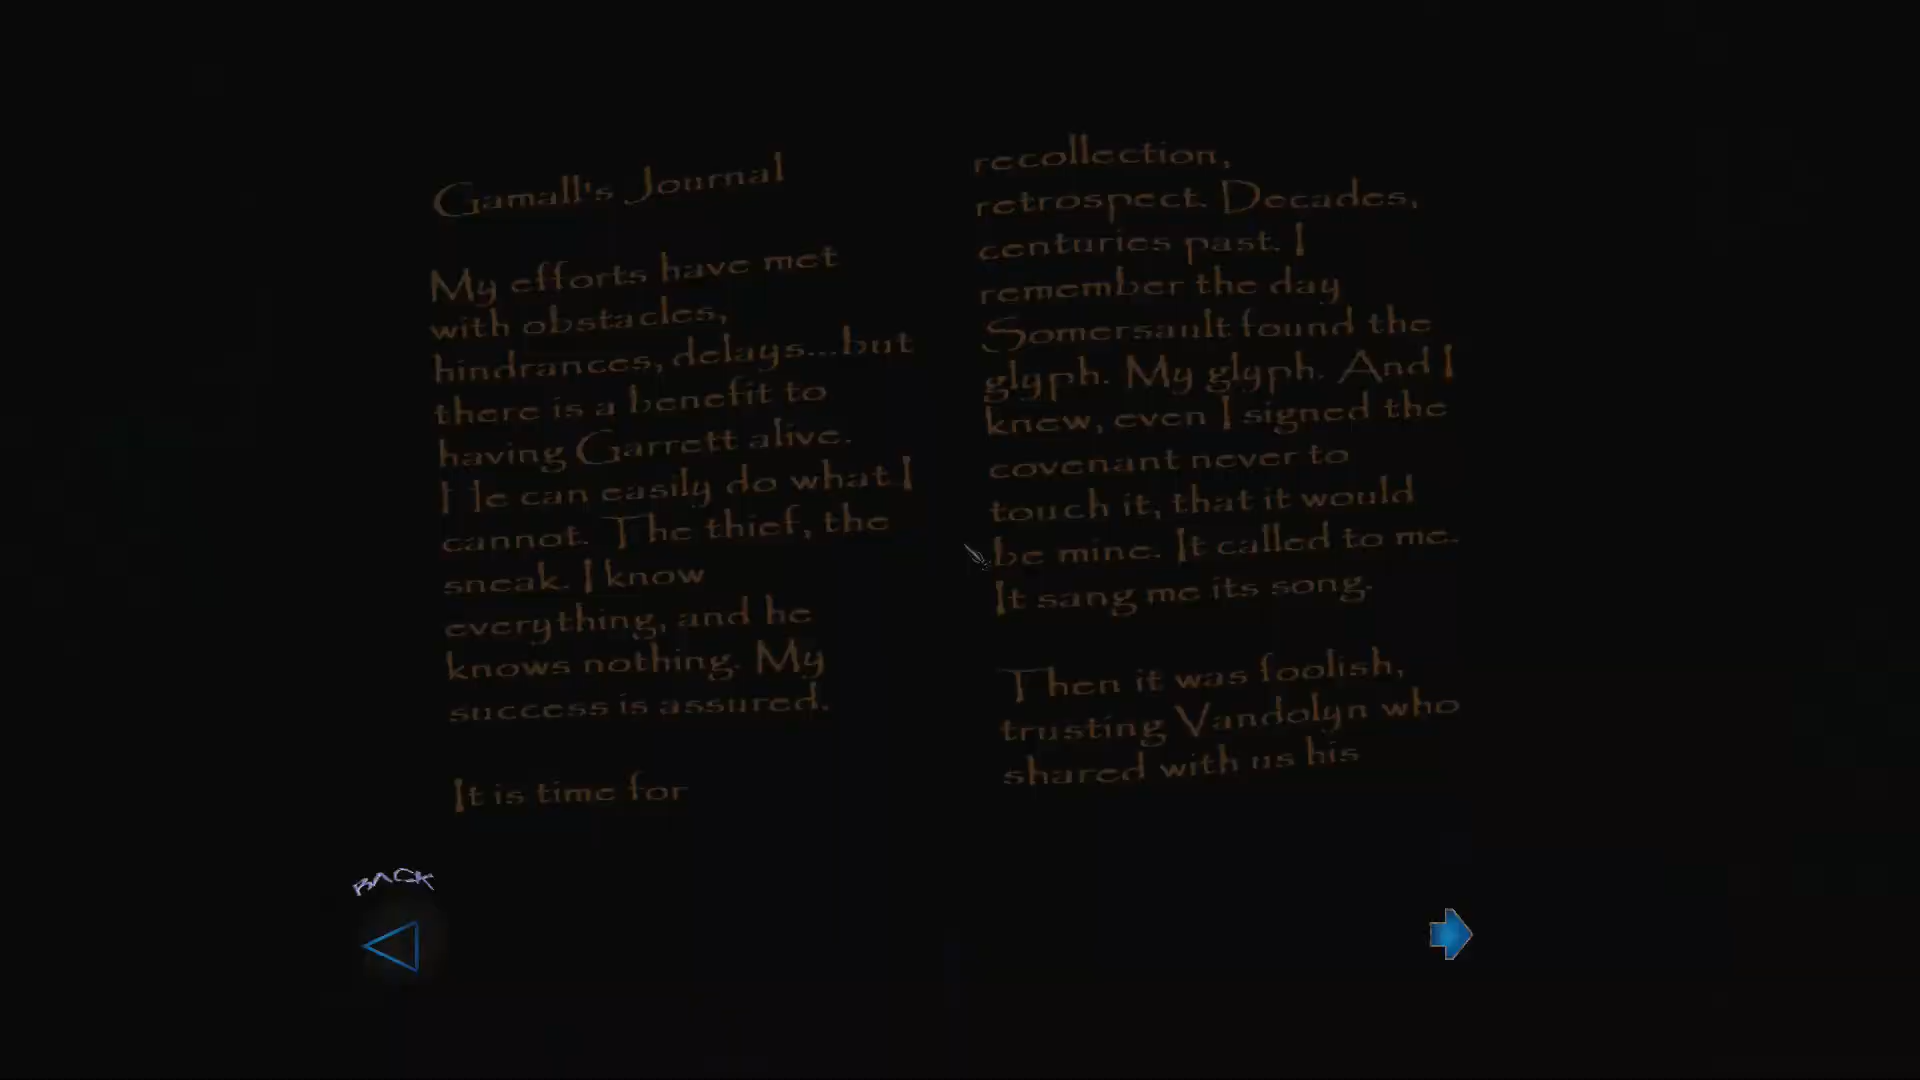 Gamall's Journal
My efforts have met
with obstacles,
hindrances, delays...but
there is a benefit to
having Garrett alive.
He can easily do what I
cannot. The thief, the
sneak. I know
everything, and he
knows nothing. My
success is assured.
It is time for
recollection,
retrospect. Decades,
centuries past. I
remember the day
Somersault found the
glyph. My glyph. And I
knew, even I signed the
covenant never to
touch it, that it would
be mine. It called to me.
It sang me its song.
Then it was foolish,
trusting Vandolyn who
shared with us his
BACK